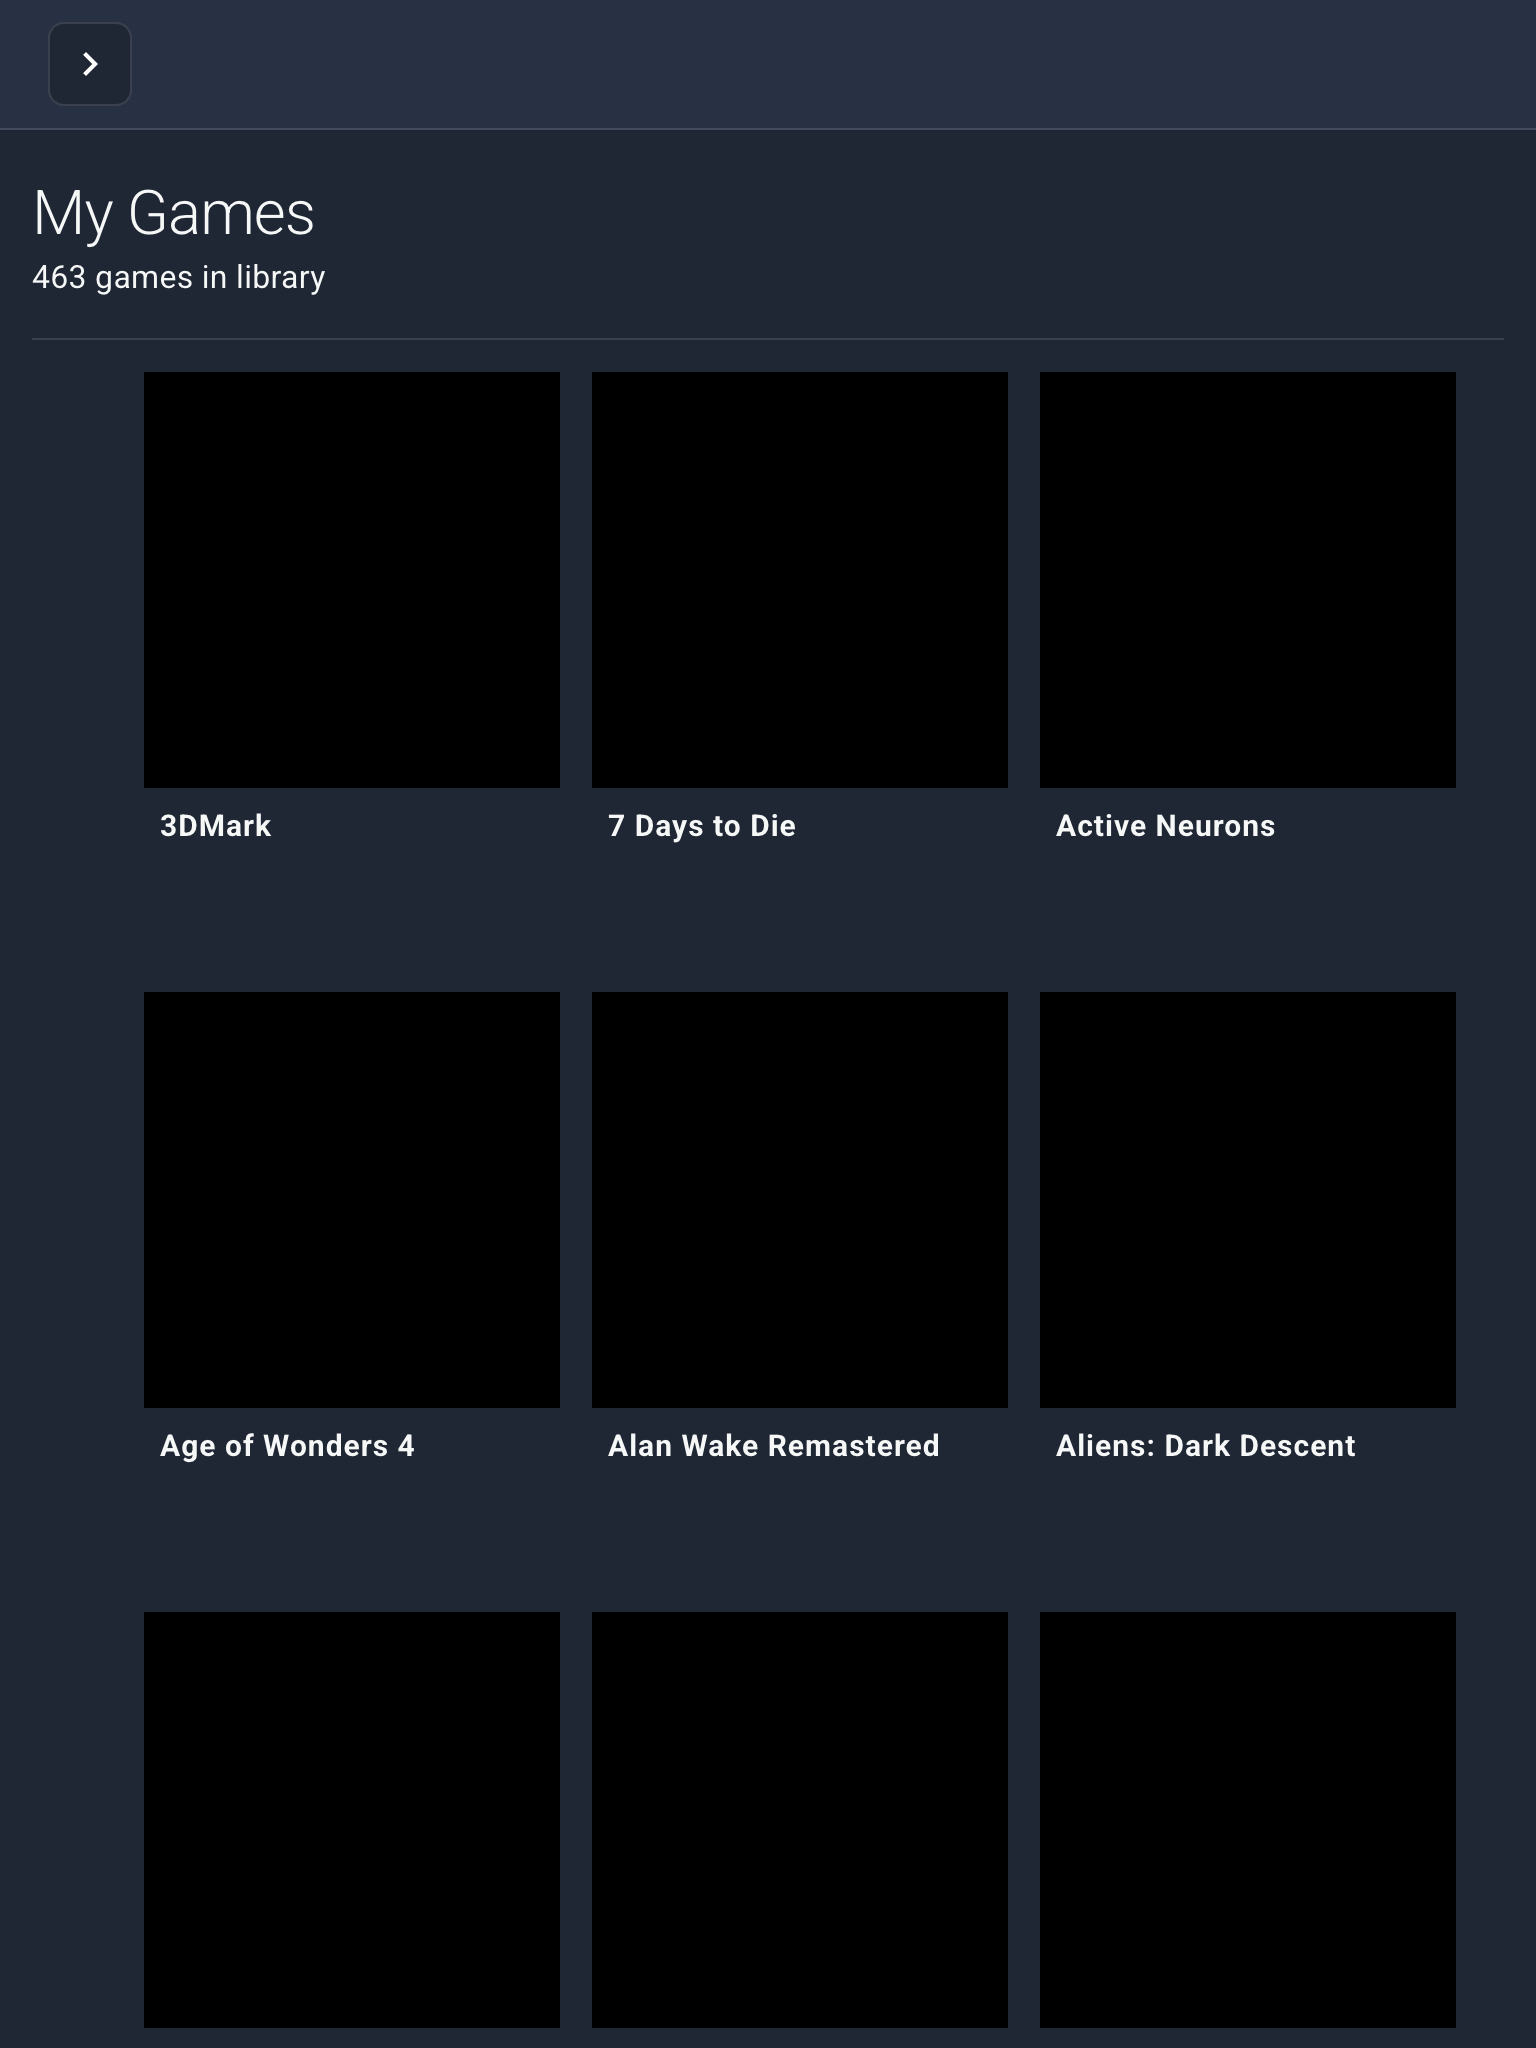 My Games
463 games in library
3DMark
7 Days to Die
Active Neurons
Age of Wonders 4
Alan Wake Remastered
Aliens: Dark Descent